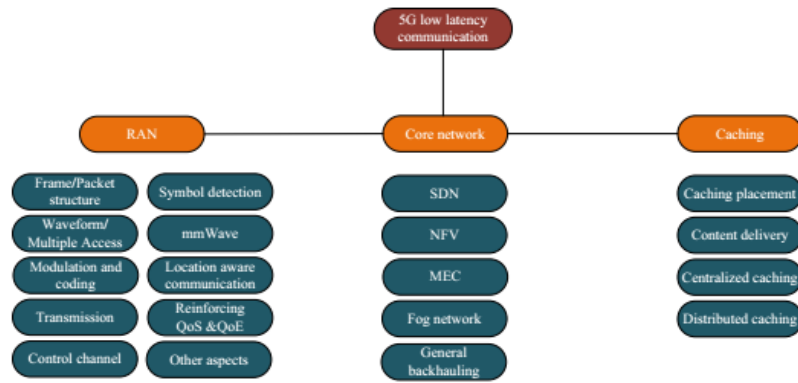 5G low latency
communication
RAN
Core network
Caching
Frame/Packet
structure
Waveform/
Multiple Access
Modulation and
coding
Transmission
Control channel
Symbol detection
mmWave
Location aware
communication
Reinforcing
QoS &QoE
Other aspects
SDN
NFV
MEC
Fog network
General
backhauling
Caching placement
Content delivery
Centralized caching
Distributed caching